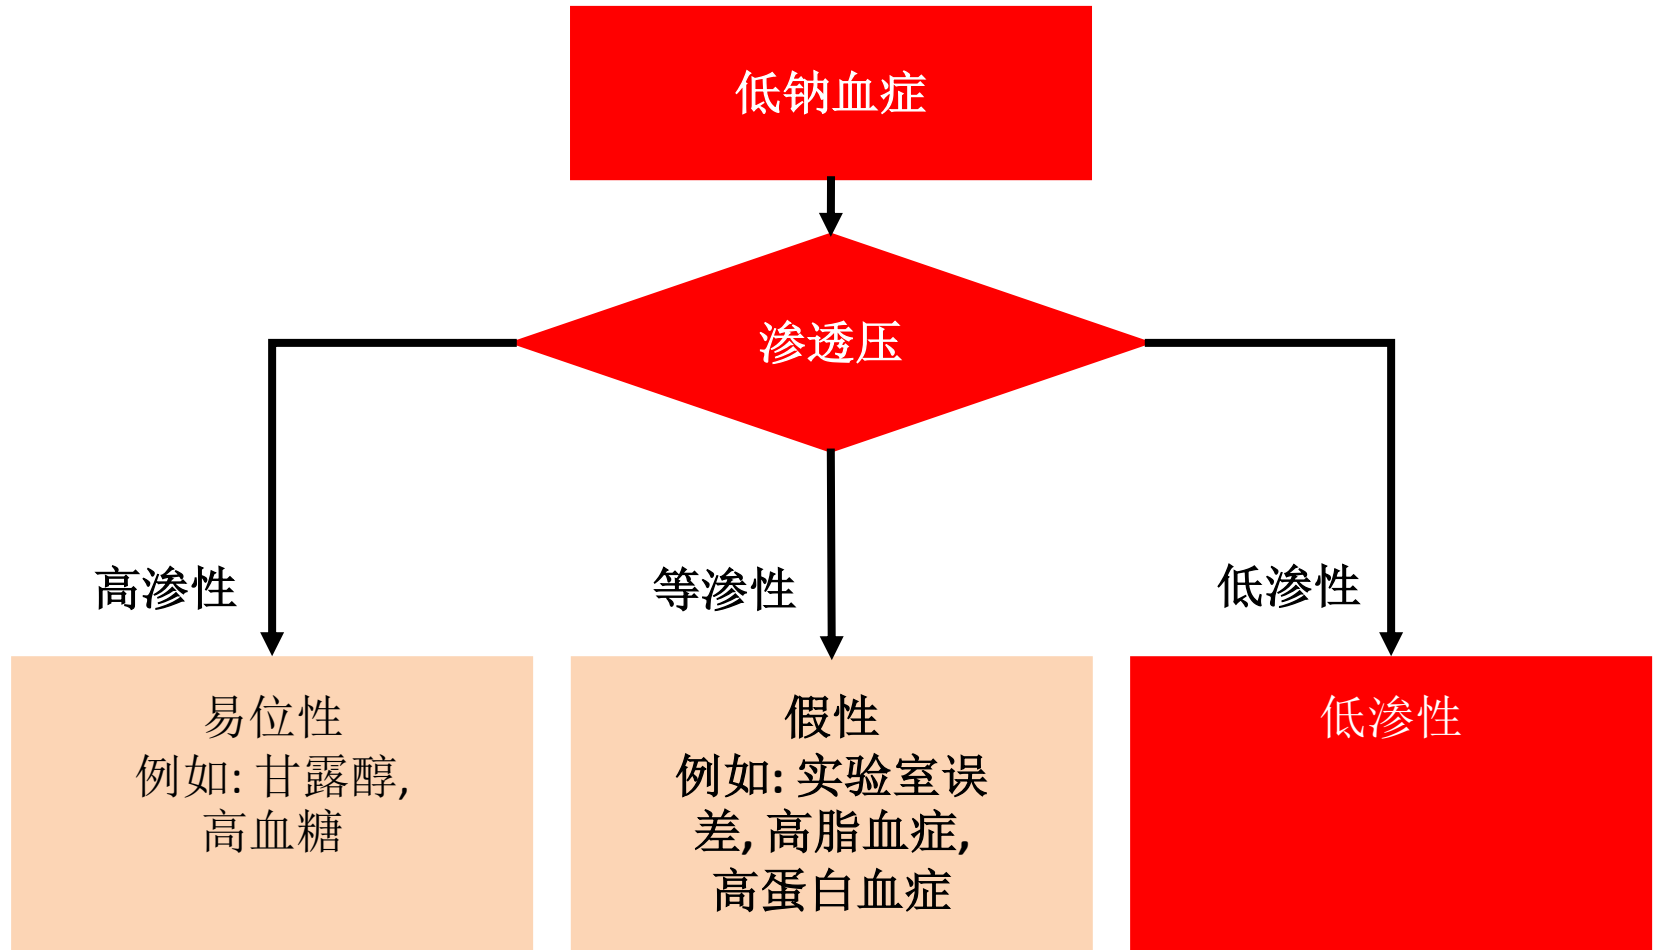 低钠血症
渗透压
高渗性
等渗性
低渗性
易位性
例如: 甘露醇,
高血糖
假性
例如: 实验室误
差, 高脂血症,
高蛋白血症
低渗性